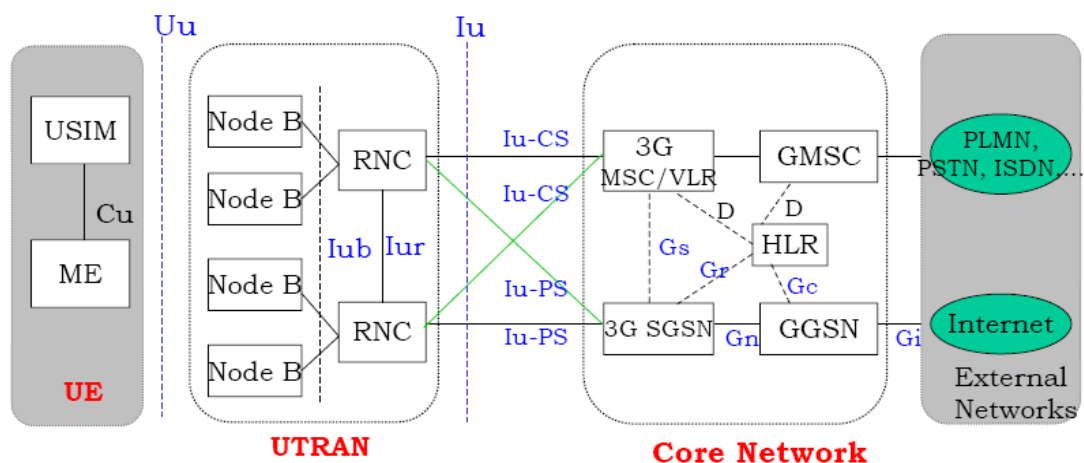 Uu
Iu
USIM
Cu
ME
UE
Node B
Node B
Node B
Node B
RNC
RNC
Iub
Iur
UTRAN
Iu-CS
Iu-CS
Iu-PS
Iu-PS
3G
MSC/VLR
GMSC
D
D
HLR
Gs
Gr
Gc
3G SGSN
Gn
GGSN
Gi
Core Network
PLMN,
PSTN, ISDN,...
Internet
External
Networks